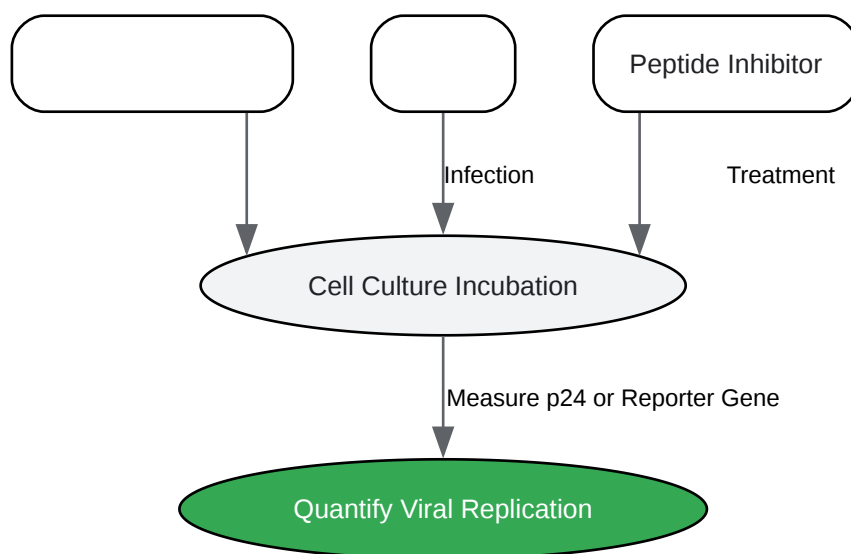 Peptide Inhibitor
Infection
Treatment
Cell Culture Incubation
Measure p24 or Reporter Gene
Quantify Viral Replication